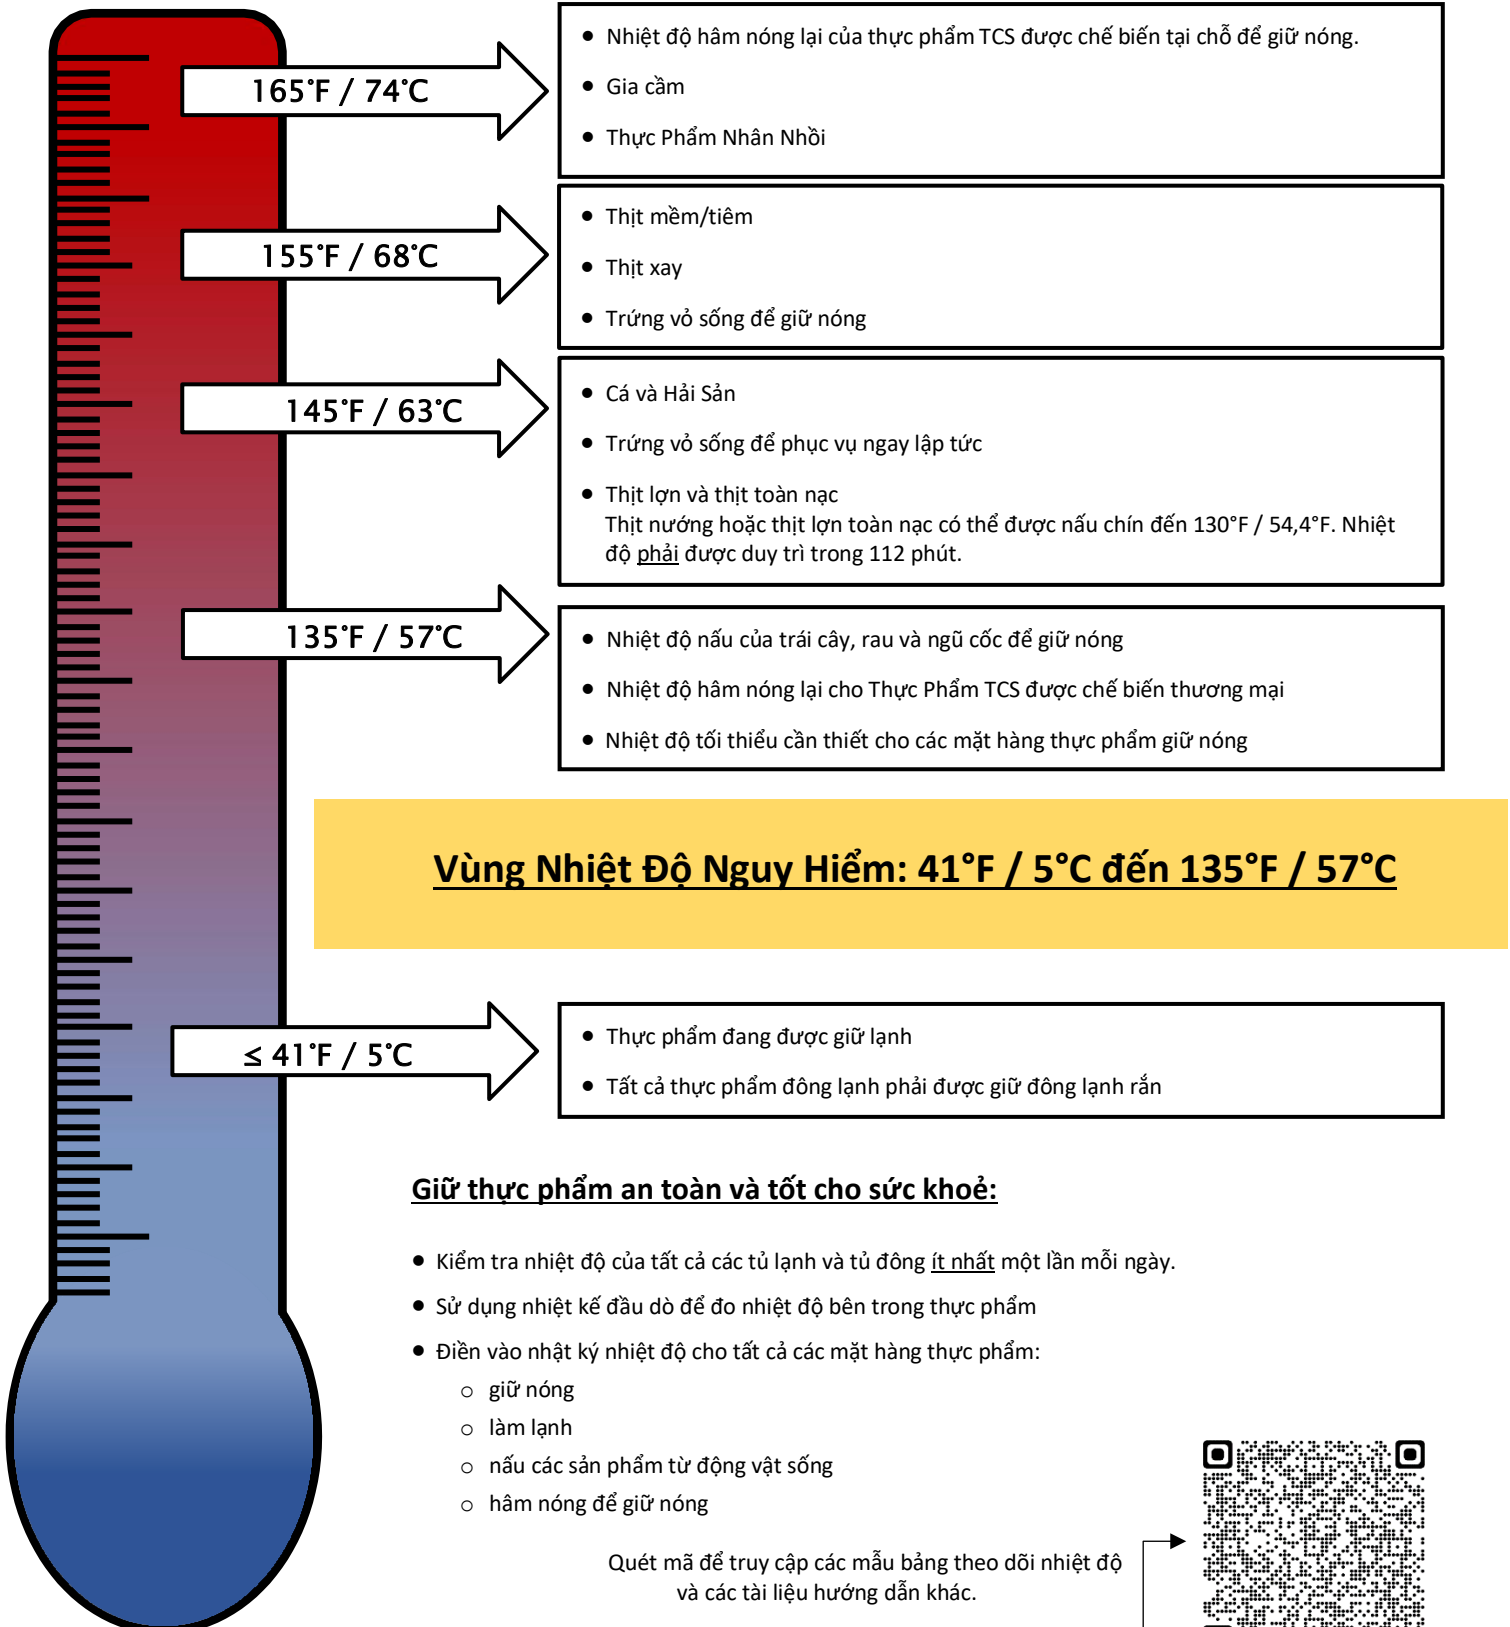 165°F / 74°C
• Nhiệt độ hâm nóng lại của thực phẩm TCS được chế biến tại chỗ để giữ nóng.
• Gia cầm
• Thực Phẩm Nhân Nhồi
155°F / 68°C
• Thịt mềm/tiêm
• Thịt xay
• Trứng vỏ sống để giữ nóng
145°F / 63°C
• Cá và Hải Sản
• Trứng vỏ sống để phục vụ ngay lập tức
• Thịt lợn và thịt toàn nạc
Thịt nướng hoặc thịt lợn toàn nạc có thể được nấu chín đến 130°F / 54,4°F. Nhiệt
độ phải được duy trì trong 112 phút.
135°F / 57°C
• Nhiệt độ nấu của trái cây, rau và ngũ cốc để giữ nóng
• Nhiệt độ hâm nóng lại cho Thực Phẩm TCS được chế biến thương mại
• Nhiệt độ tối thiểu cần thiết cho các mặt hàng thực phẩm giữ nóng
Vùng Nhiệt Độ Nguy Hiểm: 41°F / 5°C đến 135°F / 57°C
≤ 41°F / 5°C
• Thực phẩm đang được giữ lạnh
• Tất cả thực phẩm đông lạnh phải được giữ đông lạnh rắn
Giữ thực phẩm an toàn và tốt cho sức khoẻ:
• Kiểm tra nhiệt độ của tất cả các tủ lạnh và tủ đông ít nhất một lần mỗi ngày.
• Sử dụng nhiệt kế đầu dò để đo nhiệt độ bên trong thực phẩm
• Điền vào nhật ký nhiệt độ cho tất cả các mặt hàng thực phẩm:
o giữ nóng
o làm lạnh
o nấu các sản phẩm từ động vật sống
o hâm nóng để giữ nóng
Quét mã để truy cập các mẫu bảng theo dõi nhiệt độ
và các tài liệu hướng dẫn khác.